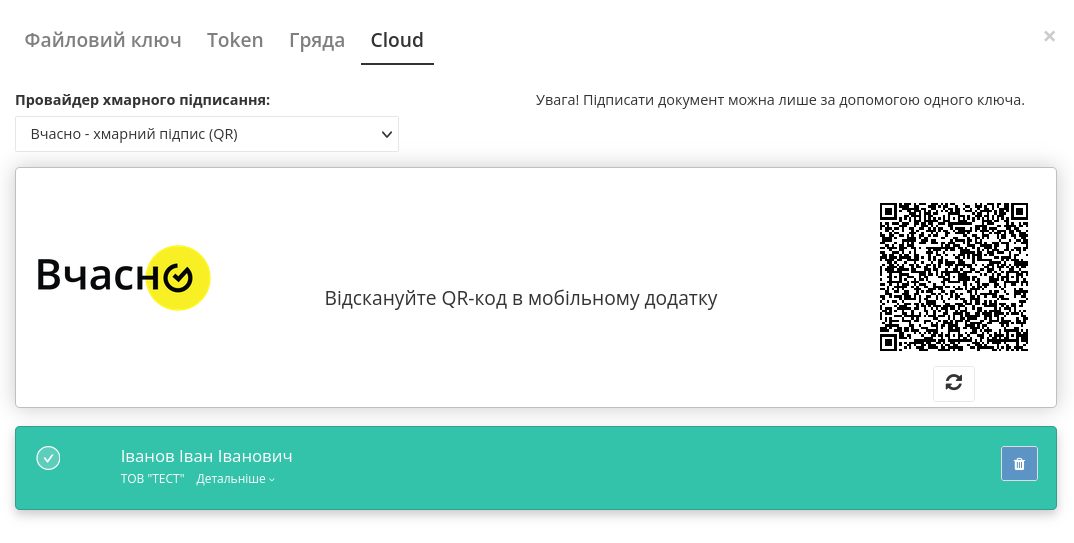 Файловий ключ Token Гряда Cloud ×
Провайдер хмарного підписання:
Увага! Підписати документ можна лише за допомогою одного ключа.
Вчасно - хмарний підпис (QR)
Вчасно
Відскануйте QR-код в мобільному додатку
Іванов Іван Іванович
ТОВ "ТЕСТ" Детальніше